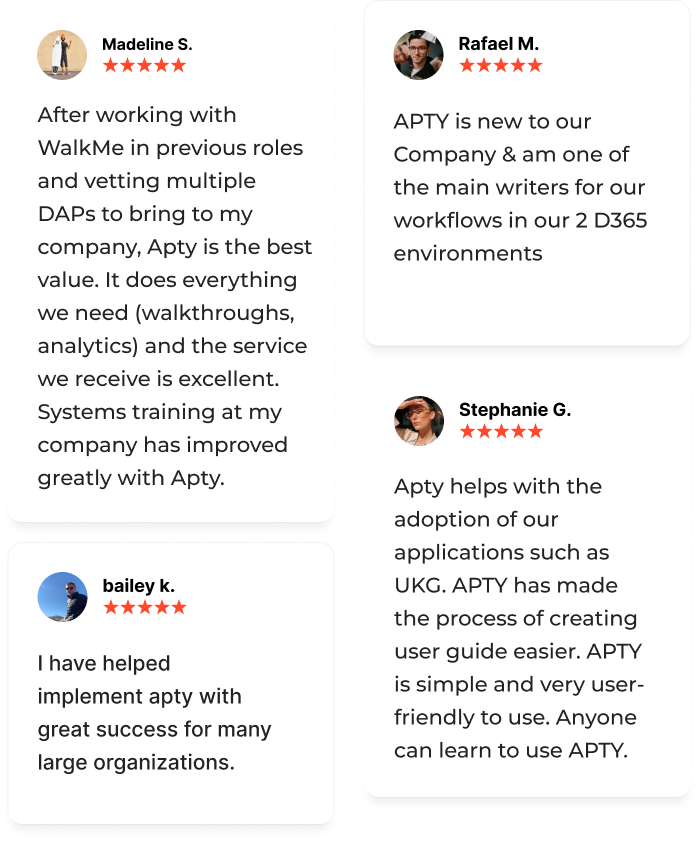 Madeline S.
After working with
WalkMe in previous roles
and vetting multiple
DAPs to bring to my
company, Apty is the best
value. It does everything
we need (walkthroughs,
analytics) and the service
we receive is excellent.
Systems training at my
company has improved
greatly with Apty.
bailey k.
I have helped
implement apty with
great success for many
large organizations.
Rafael M.
APTY is new to our
Company & am one of
the main writers for our
workflows in our 2 D365
environments
Stephanie G.
Apty helps with the
adoption of our
applications such as
UKG. APTY has made
the process of creating
user guide easier. APTY
is simple and very user-
friendly to use. Anyone
can learn to use APTY.